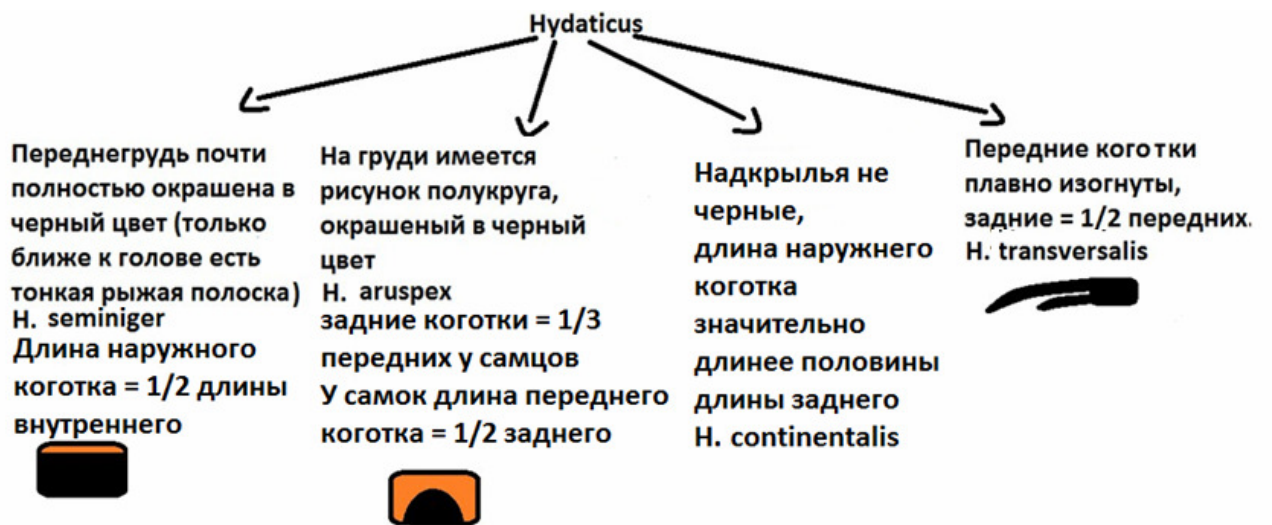 Hydaticus
Переднегрудь почти
полностью окрашена в
черный цвет (только
ближе к голове есть
тонкая рыжая полоска)
H. seminiger
Длина наружного
коготка = 1/2 длины
внутреннего
На груди имеется
рисунок полукруга,
окрашеный в черный
цвет
H. aruspex
задние коготки = 1/3
передних у самцов
У самок длина переднего
коготка = 1/2 заднего
Надкрылья не
черные,
длина наружнего
коготка
значительно
длинее половины
длины заднего
H. continentalis
Передние коготки
плавно изогнуты,
задние = 1/2 передних.
H. transversalis